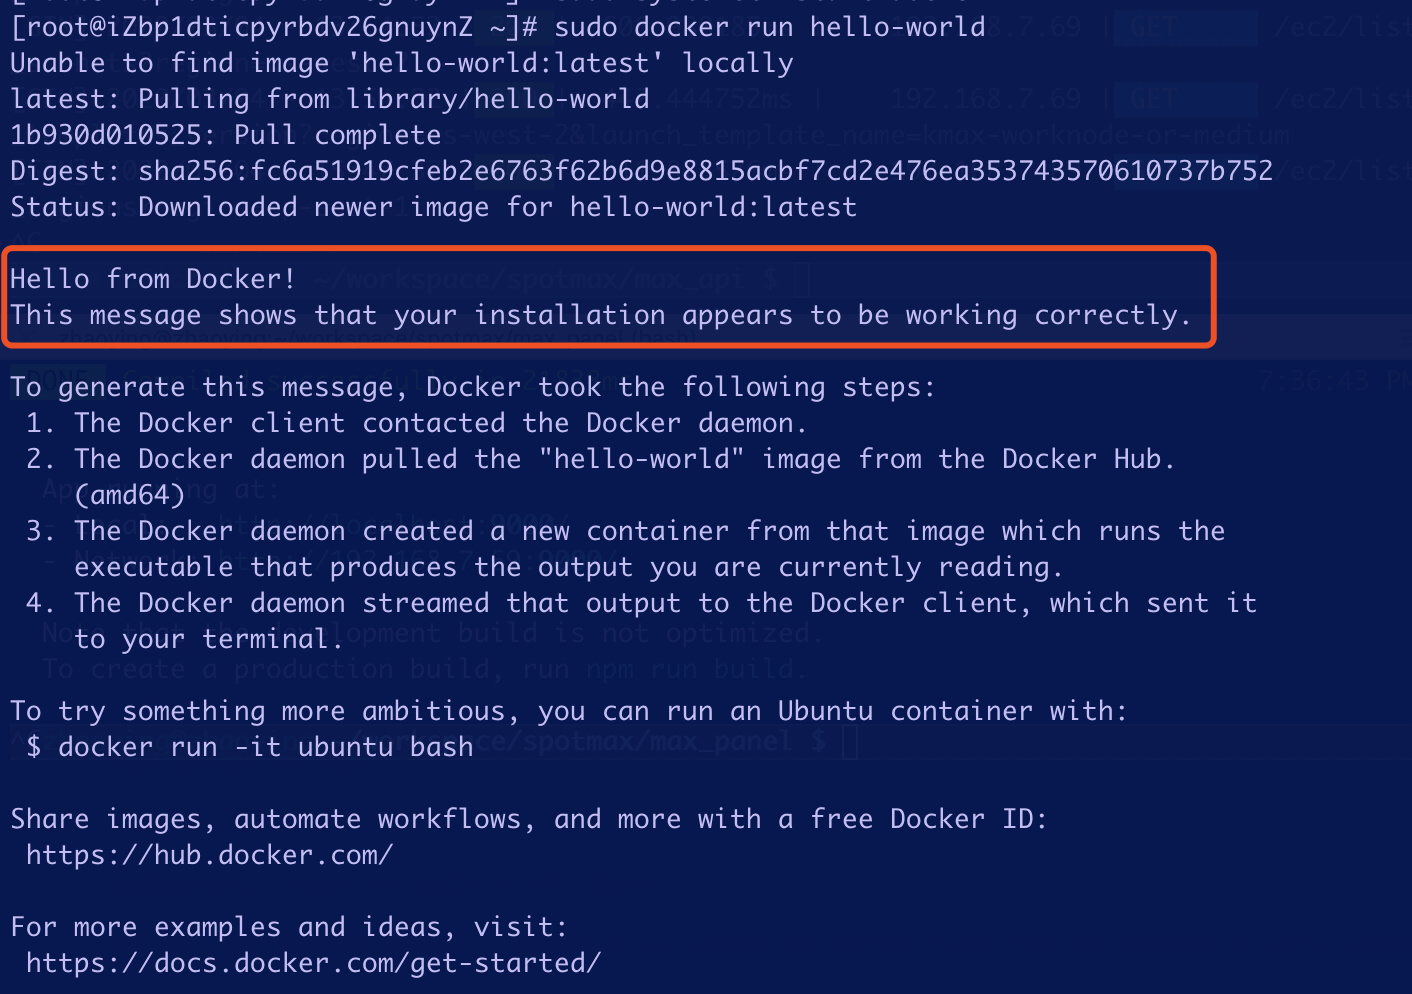 [root@iZbp1dticpyrbdv26gnuynZ ~]# sudo docker run hello-world
Unable to find image 'hello-world:latest' locally
latest: Pulling from library/hello-world
1b930d010525: Pull complete
Digest: sha256:fc6a51919cfeb2e6763f62b6d9e8815acbf7cd2e476ea353743570610737b752
Status: Downloaded newer image for hello-world:latest
Hello from Docker!
This message shows that your installation appears to be working correctly.
To generate this message, Docker took the following steps:
1. The Docker client contacted the Docker daemon.
2. The Docker daemon pulled the "hello-world" image from the Docker Hub.
(amd64)
3. The Docker daemon created a new container from that image which runs the
executable that produces the output you are currently reading.
4. The Docker daemon streamed that output to the Docker client, which sent it
to your terminal.
To create a production build, run npm run build.
To try something more ambitious, you can run an Ubuntu container with:
$ docker run -it ubuntu bash
Share images, automate workflows, and more with a free Docker ID:
https://hub.docker.com/
For more examples and ideas, visit:
https://docs.docker.com/get-started/